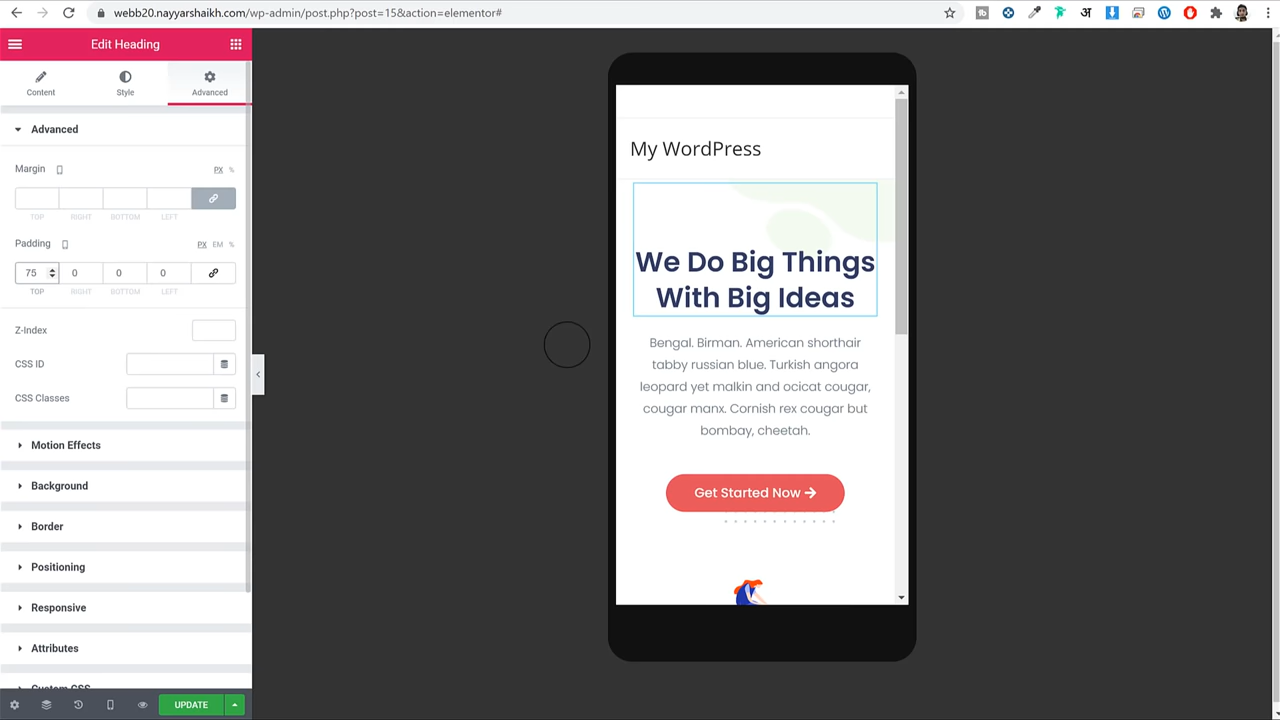 webb20.nayyarshaikh.com/wp-admin/post.php?post=15&action=elementor#
अ
Edit Heading
Content
Style
Advanced
Advanced
Margin
PX %
TOP RIGHT BOTTOM LEFT
Padding
PX EM %
75 0 0 0
TOP RIGHT BOTTOM LEFT
Z-Index
CSS ID
CSS Classes
Motion Effects
Background
Border
Positioning
Responsive
Attributes
Custom CSS
UPDATE
My WordPress
We Do Big Things
With Big Ideas
Bengal. Birman. American shorthair
tabby russian blue. Turkish angora
leopard yet malkin and ocicat cougar,
cougar manx. Cornish rex cougar but
bombay, cheetah.
Get Started Now